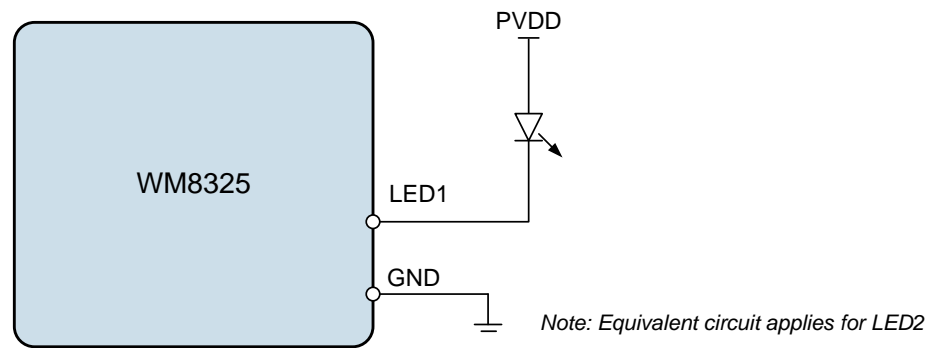 PVDD
WM8325
LED1
GND
Note: Equivalent circuit applies for LED2